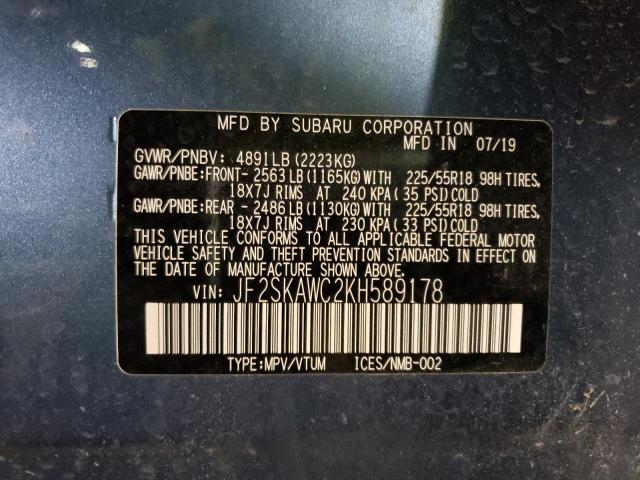 MFD BY SUBARU CORPORATION
MFD IN 07/19
GVWR/PNBV: 4891LB (2223KG)
GAWR/PNBE:FRONT- 2563 LB (1165KG) WITH 225/55R18 98H TIRES,
18X7J RIMS AT 240 KPA (35 PSI) COLD
GAWR/PNBE:REAR - 2486 LB (1130KG) WITH 225/55R18 98H TIRES,
18X7J RIMS AT 230 KPA (33 PSI) COLD
THIS VEHICLE CONFORMS TO ALL APPLICABLE FEDERAL MOTOR
VEHICLE SAFETY AND THEFT PREVENTION STANDARDS IN EFFECT ON
THE DATE OF MANUFACTURE SHOWN ABOVE.
VIN: JF2SKAWC2KH589178
TYPE:MPV/VTUM ICES/NMB-002